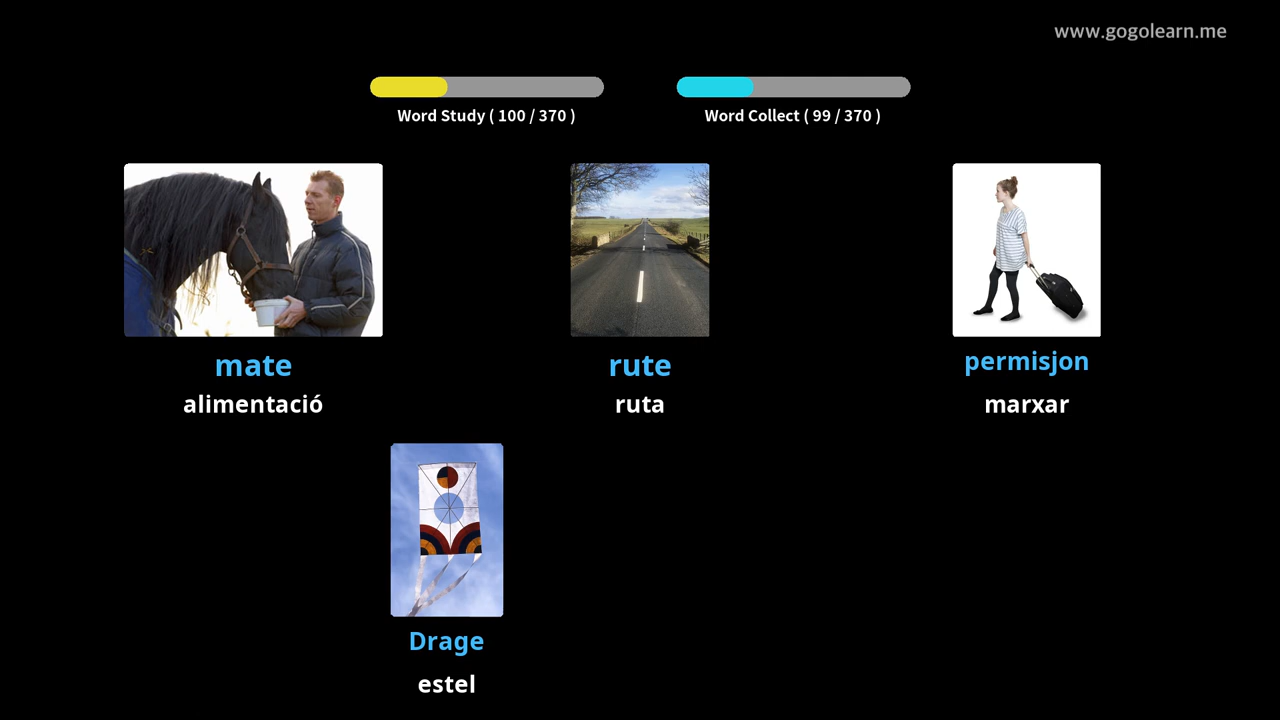 www.gogolearn.me
Word Study ( 100 / 370 )
Word Collect ( 99 / 370 )
mate
alimentació
rute
ruta
permisjon
marxar
Drage
estel